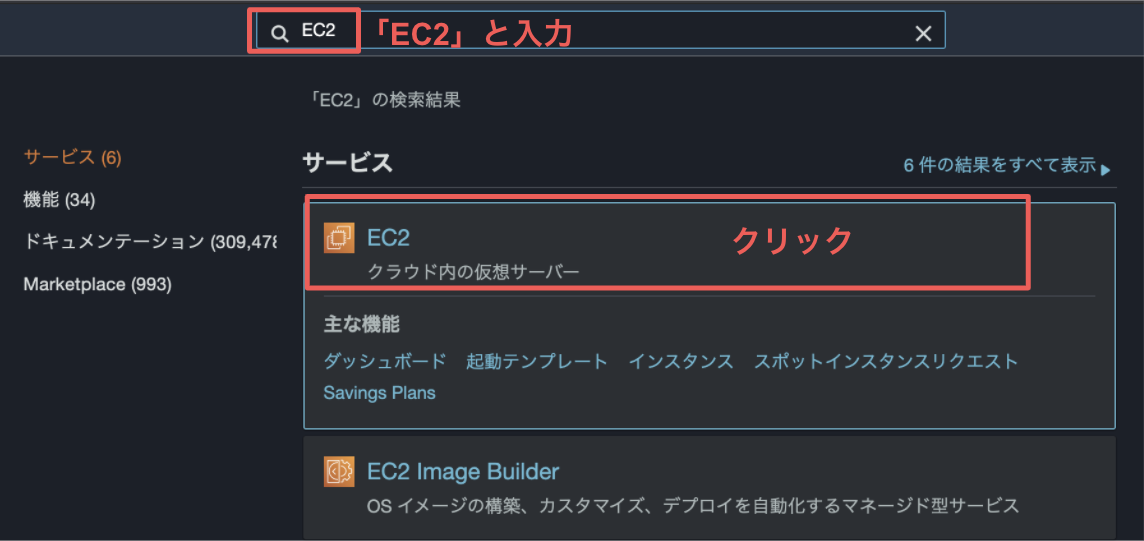 EC2
「EC2」と入力
「EC2」の検索結果
サービス (6)
機能 (34)
ドキュメンテーション (309,478
Marketplace (993)
サービス
6 件の結果をすべて表示
EC2
クリック
クラウド内の仮想サーバー
主な機能
ダッシュボード 起動テンプレート インスタンス スポットインスタンスリクエスト
Savings Plans
EC2 Image Builder
OS イメージの構築、カスタマイズ、デプロイを自動化するマネージド型サービス